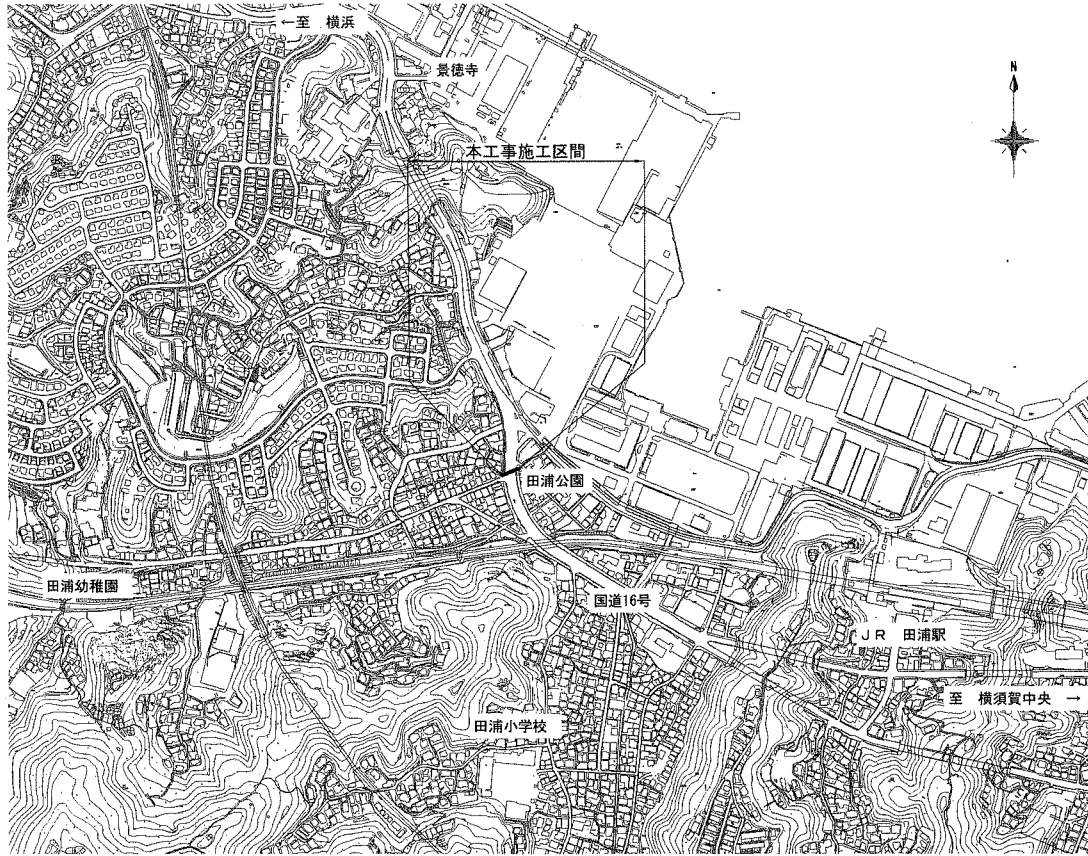 ←至 横浜
景徳寺
N
本工事施工区間
田浦公園
田浦幼稚園
国道16号
JR 田浦駅
至 横須賀中央 →
田浦小学校